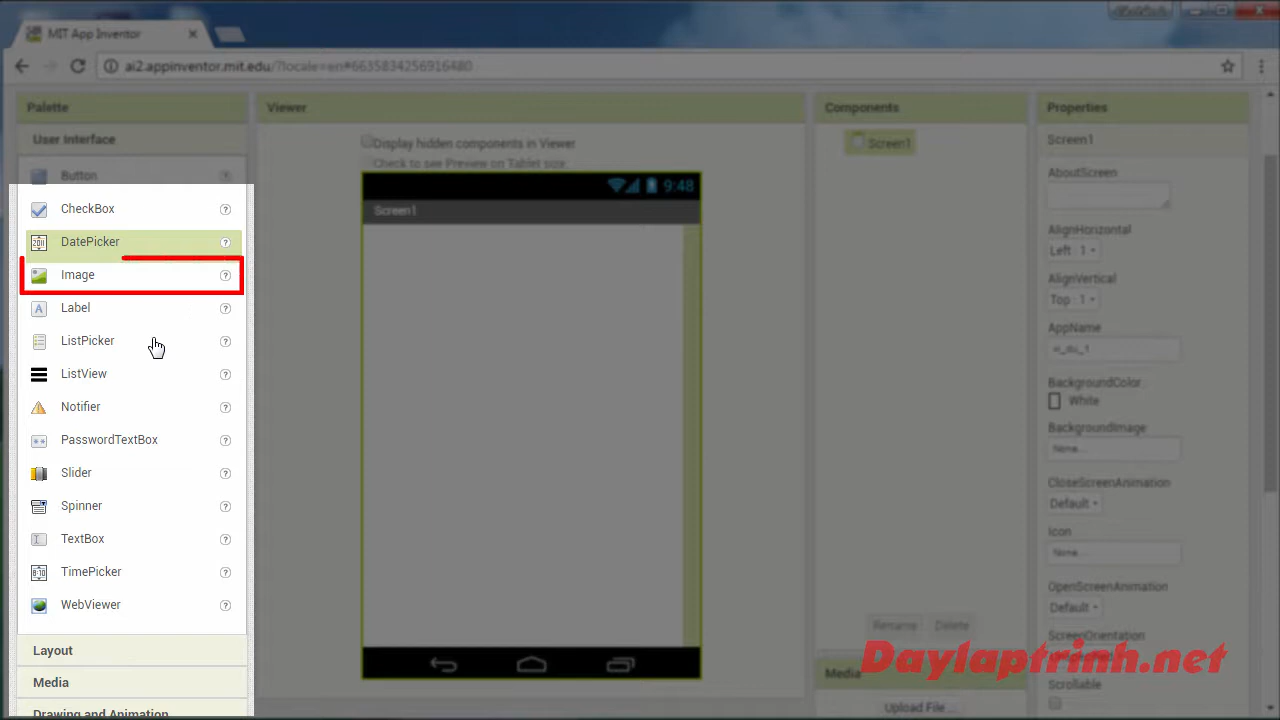 MIT App Inventor
ai2.appinventor.mit.edu/?locale=en#6635834256916480
Palette
User Interface
Button
CheckBox
DatePicker
Image
Label
ListPicker
ListView
Notifier
PasswordTextBox
Slider
Spinner
TextBox
TimePicker
WebViewer
Layout
Media
Drawing and Animation
Viewer
Display hidden components in Viewer
Check to see Preview on Tablet size.
9:48
Screen1
Components
Screen1
Rename
Delete
Media
Upload File ...
Properties
Screen1
AboutScreen
AlignHorizontal
Left : 1
AlignVertical
Top : 1
AppName
vi_du_1
BackgroundColor
White
BackgroundImage
None...
CloseScreenAnimation
Default
Icon
None...
OpenScreenAnimation
Default
ScreenOrientation
Scrollable
Daylaptrinh.net